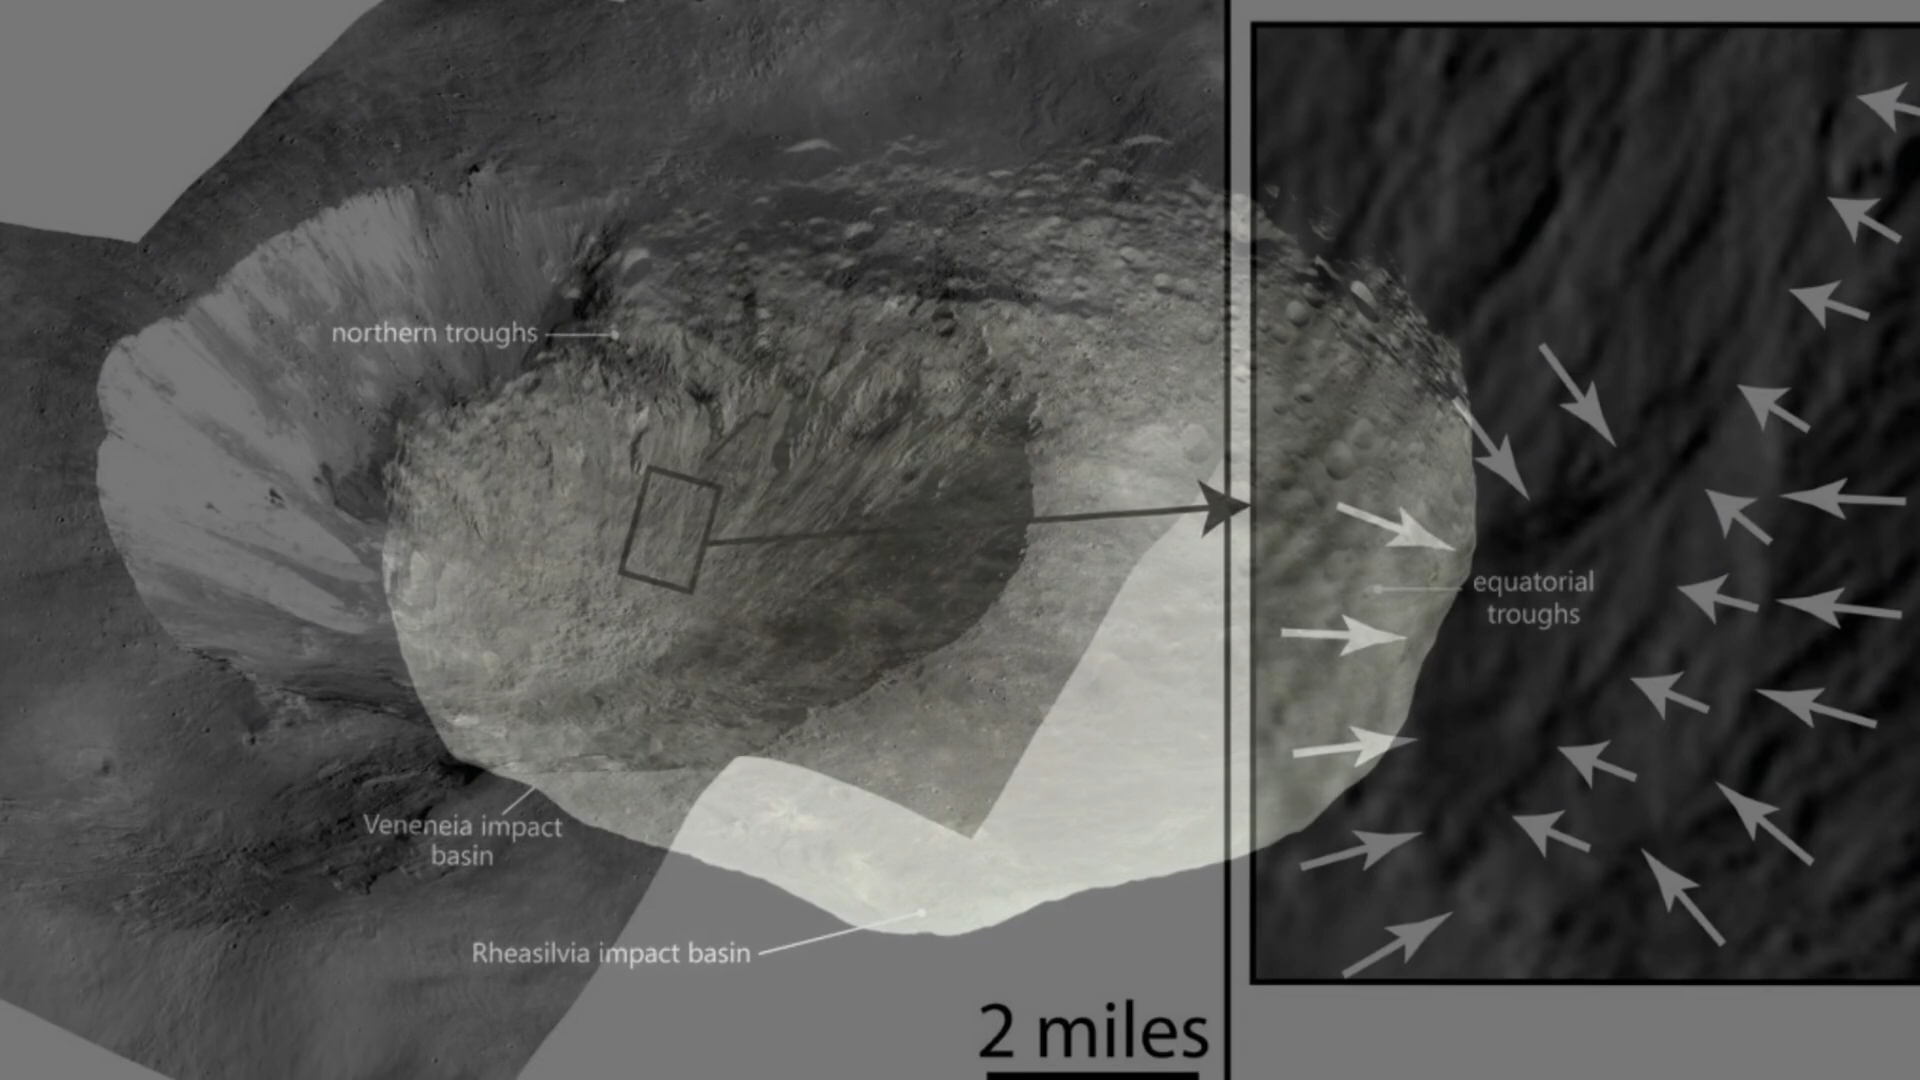 northern troughs
equatorial
troughs
Veneneia impact
basin
Rheasilvia impact basin
2 miles